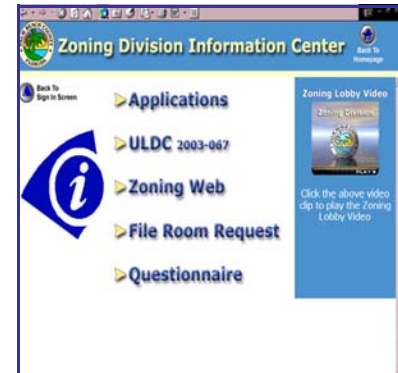 Zoning Division Information Center
Back To
Homepage
Back To
Sign In Screen
Applications
ULDC 2003-067
Zoning Web
File Room Request
Questionnaire
Zoning Lobby Video
Zoning Division
PLAY
Click the above video
clip to play the Zoning
Lobby Video